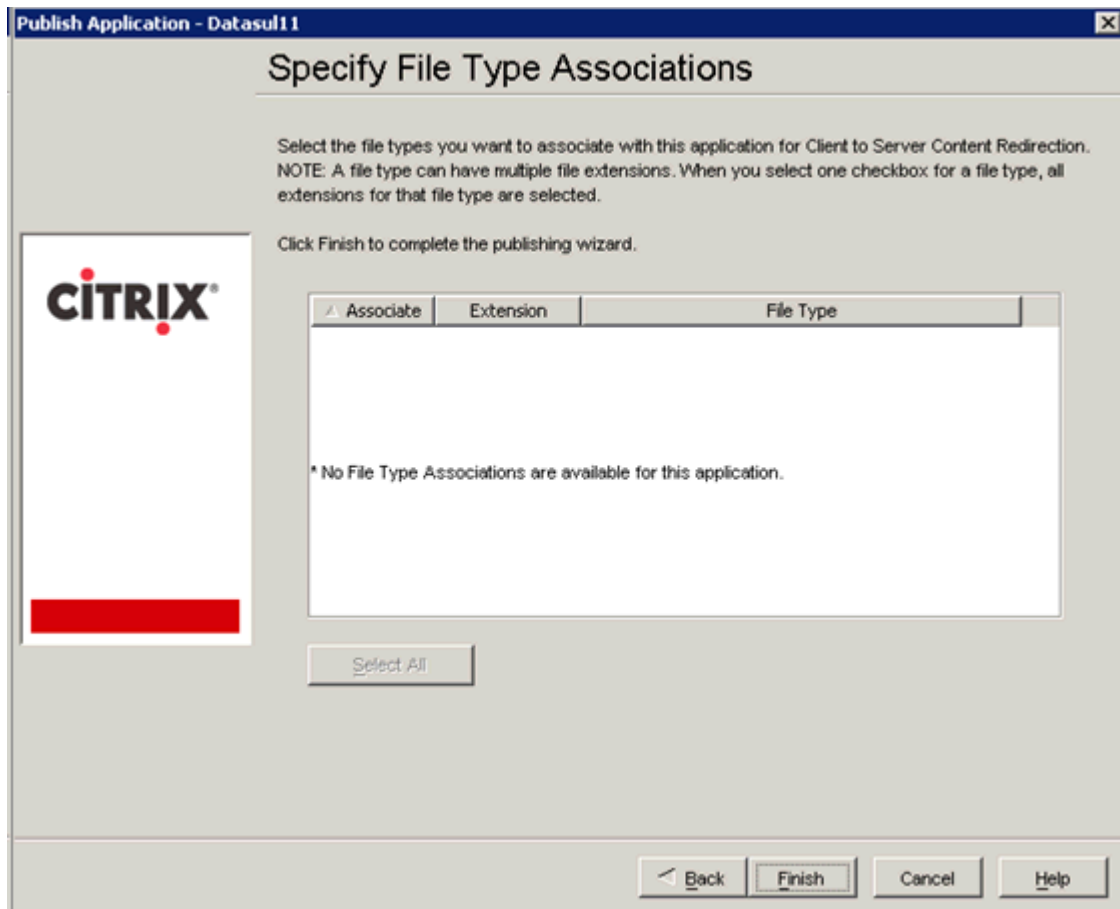 Publish Application - Datasul11
Specify File Type Associations
Select the file types you want to associate with this application for Client to Server Content Redirection.
NOTE: A file type can have multiple file extensions. When you select one checkbox for a file type, all
extensions for that file type are selected.
Click Finish to complete the publishing wizard.
CITRIX®
Associate Extension File Type
* No File Type Associations are available for this application.
Select All
Back Finish Cancel Help